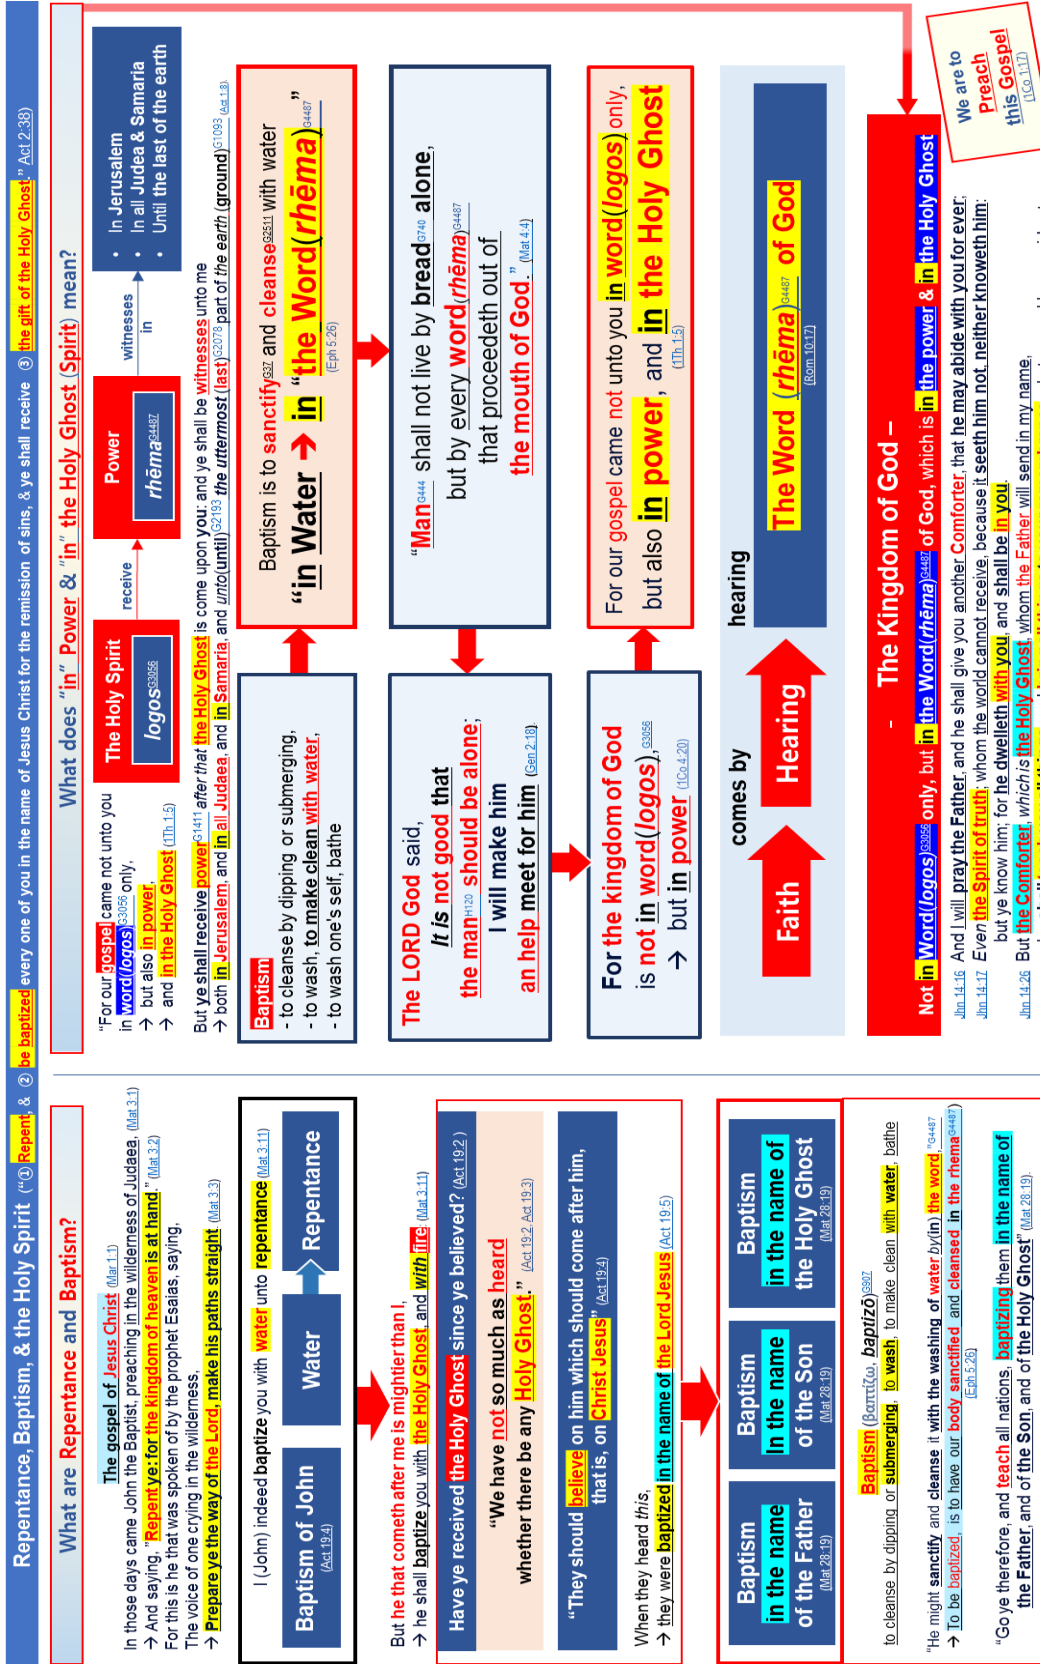 Repentance, Baptism, & the Holy Spirit ("① Repent, & ② be baptized every one of you in the name of Jesus Christ for the remission of sins, & ye shall receive ③ the gift of the Holy Ghost." Act 2:38)
What are Repentance and Baptism?
The gospel of Jesus Christ (Mar 1:1)
In those days came John the Baptist, preaching in the wilderness of Judaea, (Mat 3:1)
→ And saying, "Repent ye: for the kingdom of heaven is at hand." (Mat 3:2)
For this is he that was spoken of by the prophet Esaias, saying,
The voice of one crying in the wilderness,
→ Prepare ye the way of the Lord, make his paths straight. (Mat 3:3)
I (John) indeed baptize you with water unto repentance (Mat 3:11)
Baptism of John
(Act 19:4)
Water
Repentance
But he that cometh after me is mightier than I,
→ he shall baptize you with the Holy Ghost, and with fire: (Mat 3:11)
Have ye received the Holy Ghost since ye believed? (Act 19:2)
"We have not so much as heard
whether there be any Holy Ghost." (Act 19:2, Act 19:3)
"They should believe on him which should come after him,
that is, on Christ Jesus" (Act 19:4)
When they heard this,
→ they were baptized in the name of the Lord Jesus (Act 19:5)
Baptism
in the name
of the Father
(Mat 28:19)
Baptism
In the name
of the Son
(Mat 28:19)
Baptism
in the name of
the Holy Ghost
(Mat 28:19)
Baptism (βαπτίζω, baptizō)G907
to cleanse by dipping or submerging, to wash, to make clean with water, bathe
"He might sanctify and cleanse it with the washing of water by(in) the word,"G4487
→ To be baptized, is to have our body sanctified and cleansed in the rhemaG4487)
(Eph 5:26)
"Go ye therefore, and teach all nations, baptizing them in the name of
the Father, and of the Son, and of the Holy Ghost" (Mat 28:19).
What does "in" Power & "in" the Holy Ghost (Spirit) mean?
"For our gospel came not unto you
in word(logos)G3056 only,
→ but also in power,
→ and in the Holy Ghost (1Th 1:5)
The Holy Spirit
logosG3056
receive
Power
rhēmaG4487
witnesses
in
• In Jerusalem
• In all Judea & Samaria
• Until the last of the earth
But ye shall receive powerG1411 after that the Holy Ghost is come upon you: and ye shall be witnesses unto me
→ both in Jerusalem, and in all Judaea, and in Samaria, and unto(until)G2193 the uttermost (last)G2078 part of the earth (ground)G1093 (Act 1:8).
Baptism
- to cleanse by dipping or submerging,
- to wash, to make clean with water,
- to wash one's self, bathe
Baptism is to sanctifyG37 and cleanseG2511 with water
"in Water → in "the Word(rhēma)G4487"
(Eph 5:26)
The LORD God said,
It is not good that
the manH120 should be alone;
I will make him
an help meet for him (Gen 2:18).
"ManG444 shall not live by breadG740 alone,
but by every word(rhēma)G4487
that proceedeth out of
the mouth of God." (Mat 4:4)
For the kingdom of God
is not in word(logos),G3056
→ but in power (1Co 4:20)
For our gospel came not unto you in word(logos) only,
but also in power, and in the Holy Ghost
(1Th 1:5)
Faith
comes by
Hearing
hearing
The Word (rhēma)G4487 of God
(Rom 10:17)
- The Kingdom of God –
Not in Word(logos)G3056 only, but in the Word(rhēma)G4487 of God, which is in the power & in the Holy Ghost
We are to
Preach
this Gospel
(1Co 1:17)
Jhn 14:16 And I will pray the Father, and he shall give you another Comforter, that he may abide with you for ever;
Jhn 14:17 Even the Spirit of truth; whom the world cannot receive, because it seeth him not, neither knoweth him:
but ye know him; for he dwelleth with you, and shall be in you.
Jhn 14:26 But the Comforter, which is the Holy Ghost, whom the Father will send in my name,